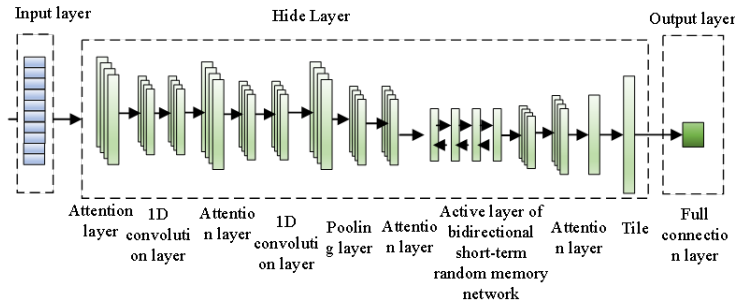 Input layer
Hide Layer
Output layer
Attention
layer
1D
convoluti
on layer
Attentio
n layer
1D
convoluti
on layer
Poolin
g layer
Attentio
n layer
Active layer of
bidirectional
short-term
random memory
network
Attentio
n layer
Tile
Full
connectio
n layer